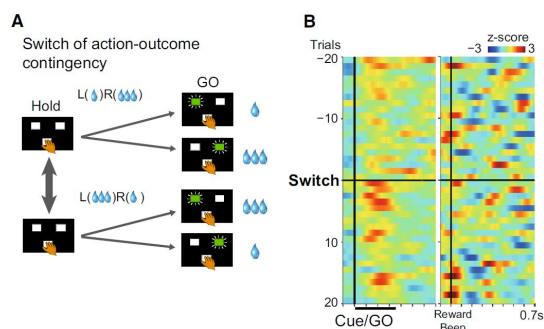 A
Switch of action-outcome
contingency
Hold
GO
L(💧)R(💧💧💧)
L(💧💧💧)R(💧)
B
z-score
Trials
−3
3
−20
−10
Switch
10
20
Cue/GO
Reward
Beep
0.7s